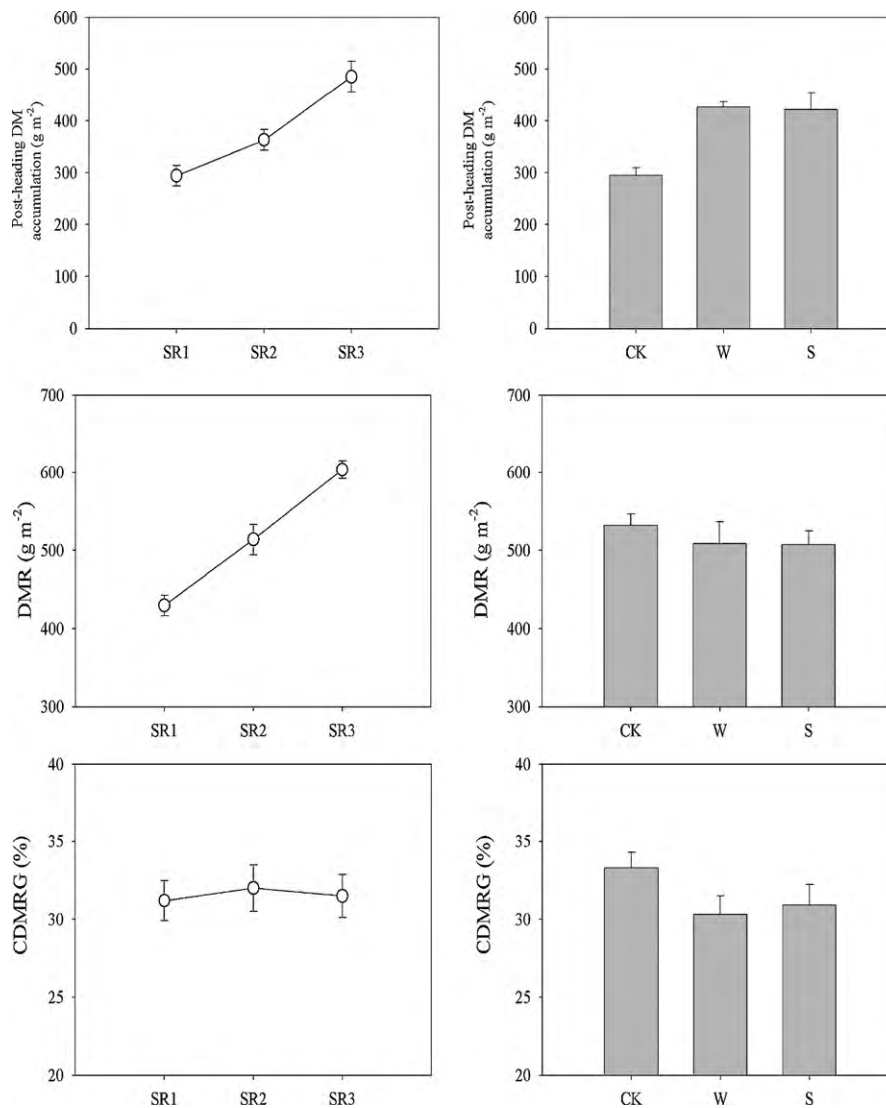 Post-heading DM
accumulation (g m⁻²)
600
500
400
300
200
100
0
SR1 SR2 SR3
Post-heading DM
accumulation (g m⁻²)
600
500
400
300
200
100
0
CK W S
DMR (g m⁻²)
700
600
500
400
300
SR1 SR2 SR3
DMR (g m⁻²)
700
600
500
400
300
CK W S
CDMRG (%)
40
35
30
25
20
SR1 SR2 SR3
CDMRG (%)
40
35
30
25
20
CK W S